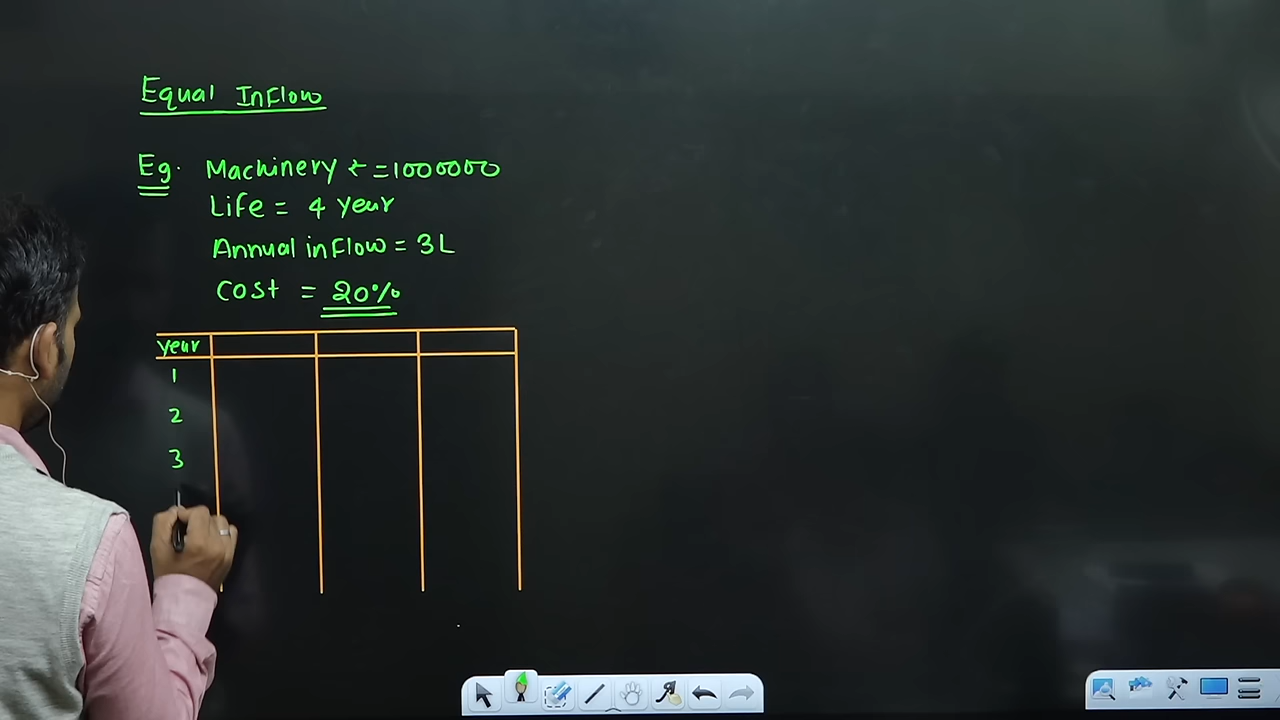 Equal Inflow
Eg. Machinery ₹ = 1000000
Life = 4 year
Annual inflow = 3L
Cost = 20%
year
1
2
3